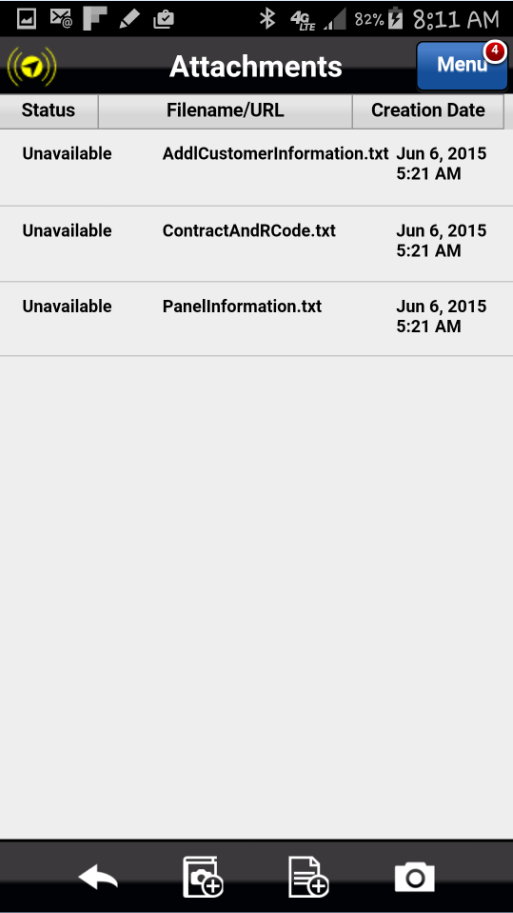 4G LTE 82% 8:11 AM
Attachments Menu 4
Status Filename/URL Creation Date
Unavailable AddlCustomerInformation.txt Jun 6, 2015
5:21 AM
Unavailable ContractAndRCode.txt Jun 6, 2015
5:21 AM
Unavailable PanelInformation.txt Jun 6, 2015
5:21 AM